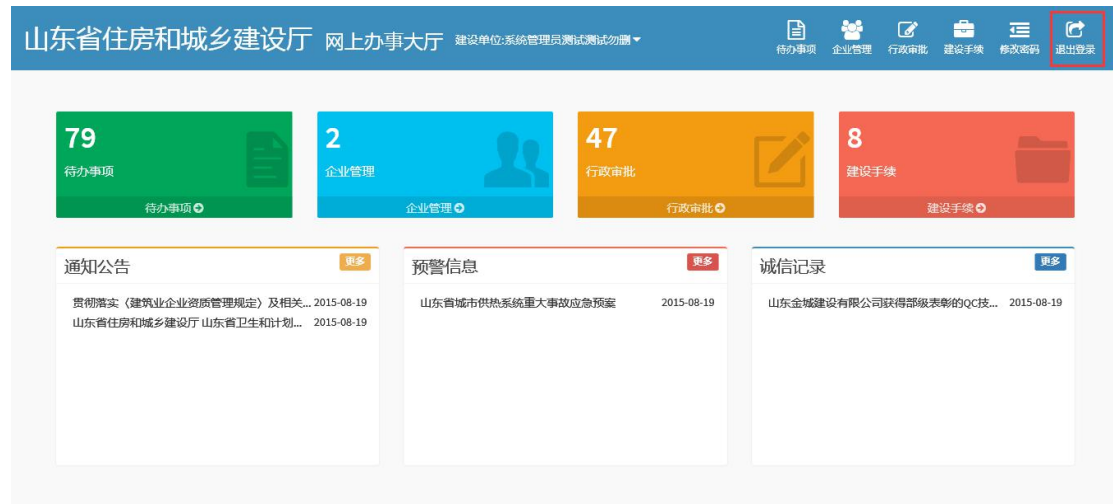 山东省住房和城乡建设厅 网上办事大厅 建设单位:系统管理员测试测试勿删
待办事项 企业管理 行政审批 建设手续 修改密码 退出登录
79 2 47 8
待办事项 企业管理 行政审批 建设手续
待办事项 企业管理 行政审批 建设手续
通知公告 更多
贯彻落实《建筑业企业资质管理规定》及相关... 2015-08-19
山东省住房和城乡建设厅 山东省卫生和计划... 2015-08-19
预警信息 更多
山东省城市供热系统重大事故应急预案 2015-08-19
诚信记录 更多
山东金城建设有限公司获得部级表彰的QC技... 2015-08-19